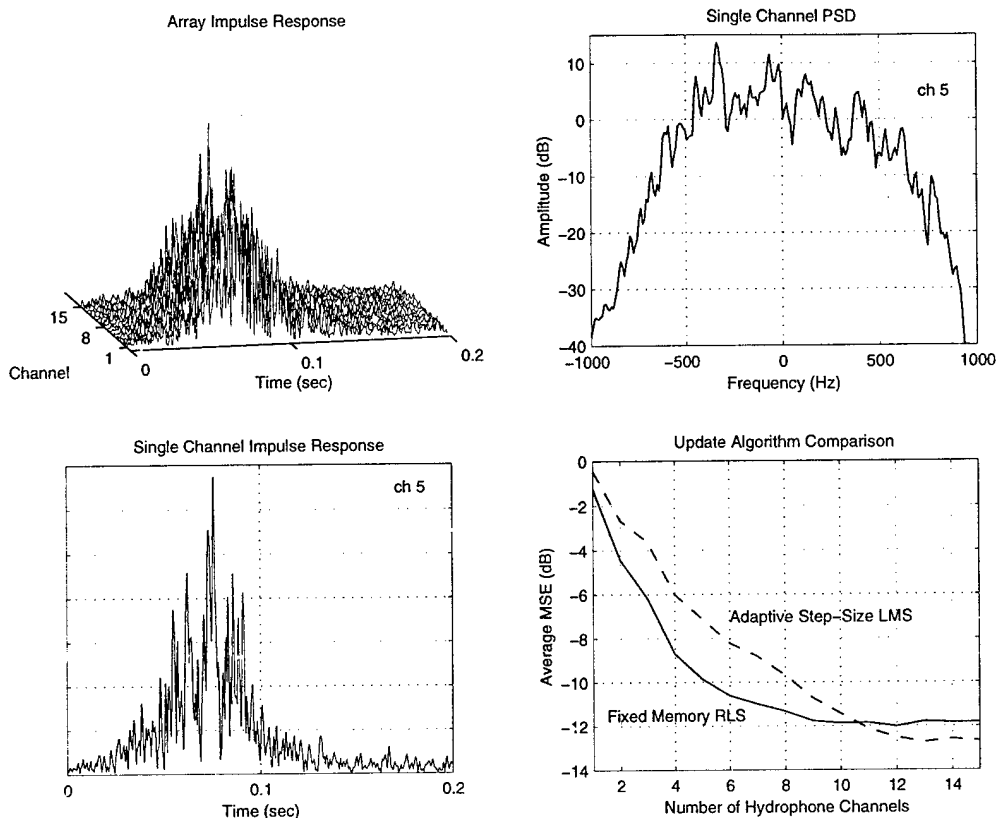 Array Impulse Response
15
8
1
Channel
0
0.1
0.2
Time (sec)
Single Channel PSD
ch 5
10
0
−10
−20
−30
−40
Amplitude (dB)
−1000
−500
0
500
1000
Frequency (Hz)
Single Channel Impulse Response
ch 5
0
0.1
0.2
Time (sec)
Update Algorithm Comparison
0
−2
−4
−6
−8
−10
−12
−14
Average MSE (dB)
Adaptive Step−Size LMS
Fixed Memory RLS
2
4
6
8
10
12
14
Number of Hydrophone Channels